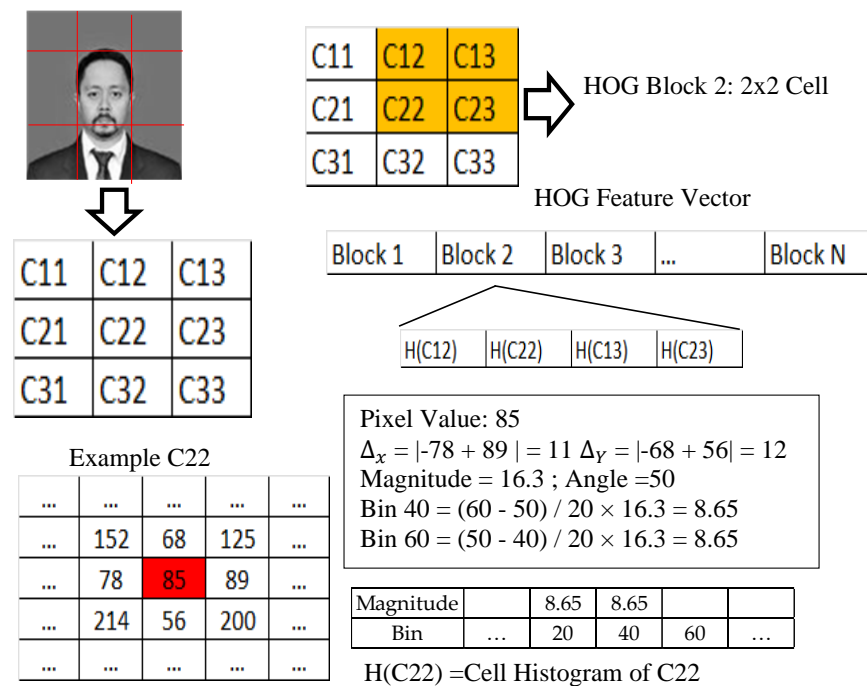 C11 C12 C13
C21 C22 C23
C31 C32 C33
HOG Block 2: 2x2 Cell
HOG Feature Vector
Block 1 Block 2 Block 3 ... Block N
H(C12) H(C22) H(C13) H(C23)
C11 C12 C13
C21 C22 C23
C31 C32 C33
Example C22
... ... ... ... ...
... 152 68 125 ...
... 78 85 89 ...
... 214 56 200 ...
... ... ... ... ...
Pixel Value: 85
Δ𝑥 = |-78 + 89 | = 11 Δ𝑌 = |-68 + 56| = 12
Magnitude = 16.3 ; Angle =50
Bin 40 = (60 - 50) / 20 × 16.3 = 8.65
Bin 60 = (50 - 40) / 20 × 16.3 = 8.65
Magnitude 8.65 8.65
Bin … 20 40 60 …
H(C22) =Cell Histogram of C22